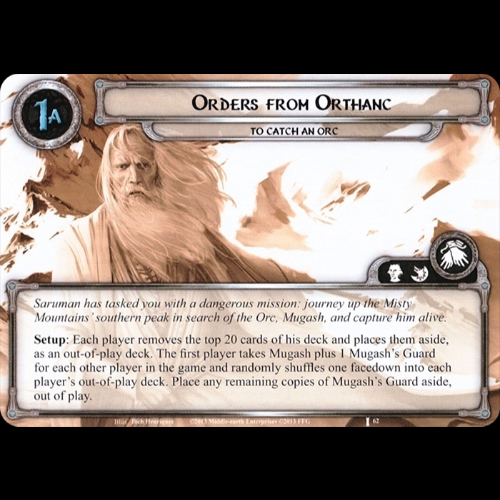 1A
ORDERS FROM ORTHANC
TO CATCH AN ORC
Saruman has tasked you with a dangerous mission: journey up the Misty
Mountains' southern peak in search of the Orc, Mugash, and capture him alive.
Setup: Each player removes the top 20 cards of his deck and places them aside,
as an out-of-play deck. The first player takes Mugash plus 1 Mugash's Guard
for each other player in the game and randomly shuffles one facedown into each
player's out-of-play deck. Place any remaining copies of Mugash's Guard aside,
out of play.
Illus. ©2013 Middle-earth Enterprises ©2013 FFG 62